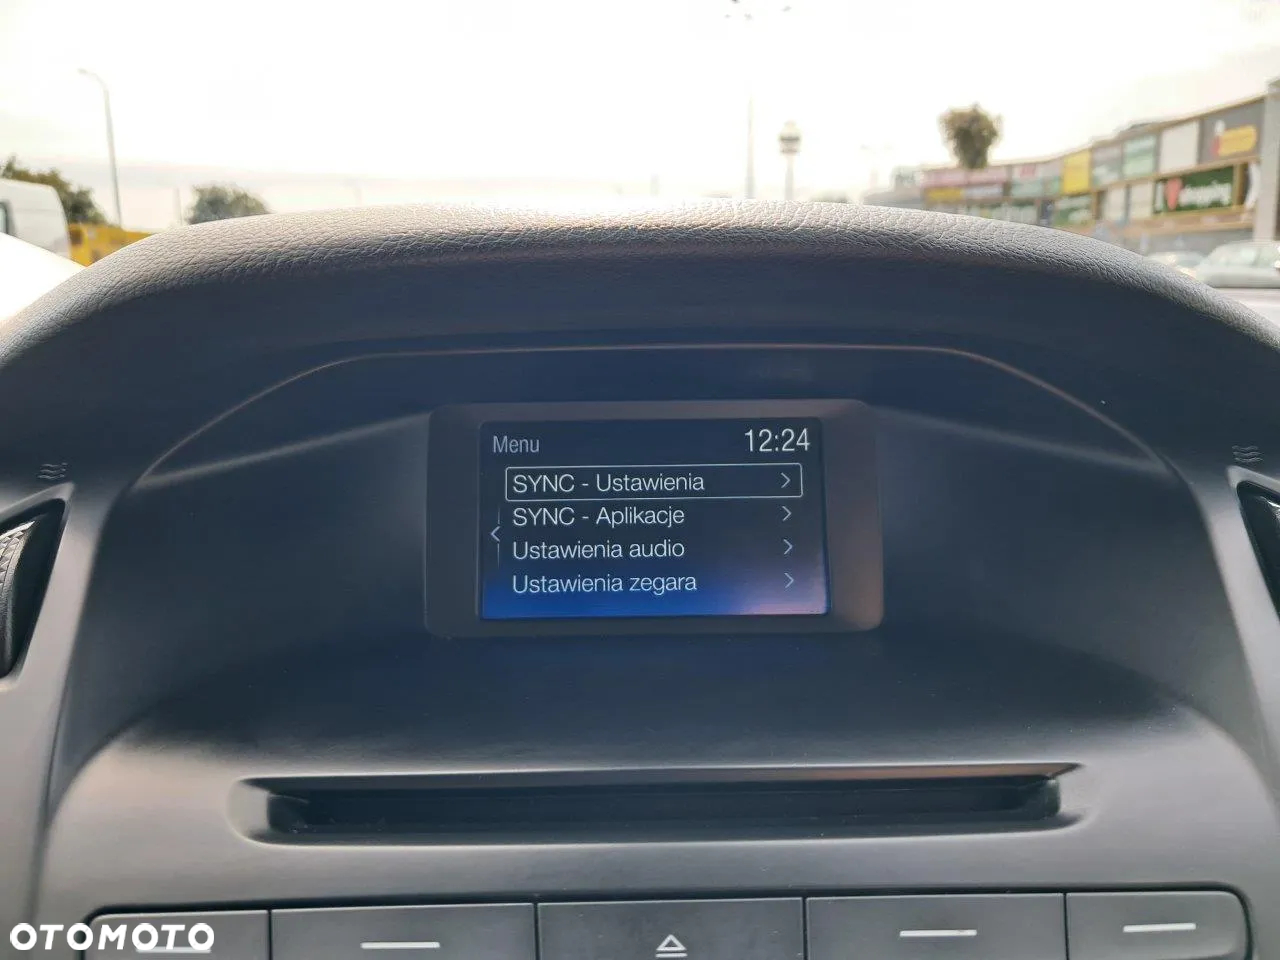 Menu
12:24
SYNC - Ustawienia
SYNC - Aplikacje
Ustawienia audio
Ustawienia zegara
OTOMOTO